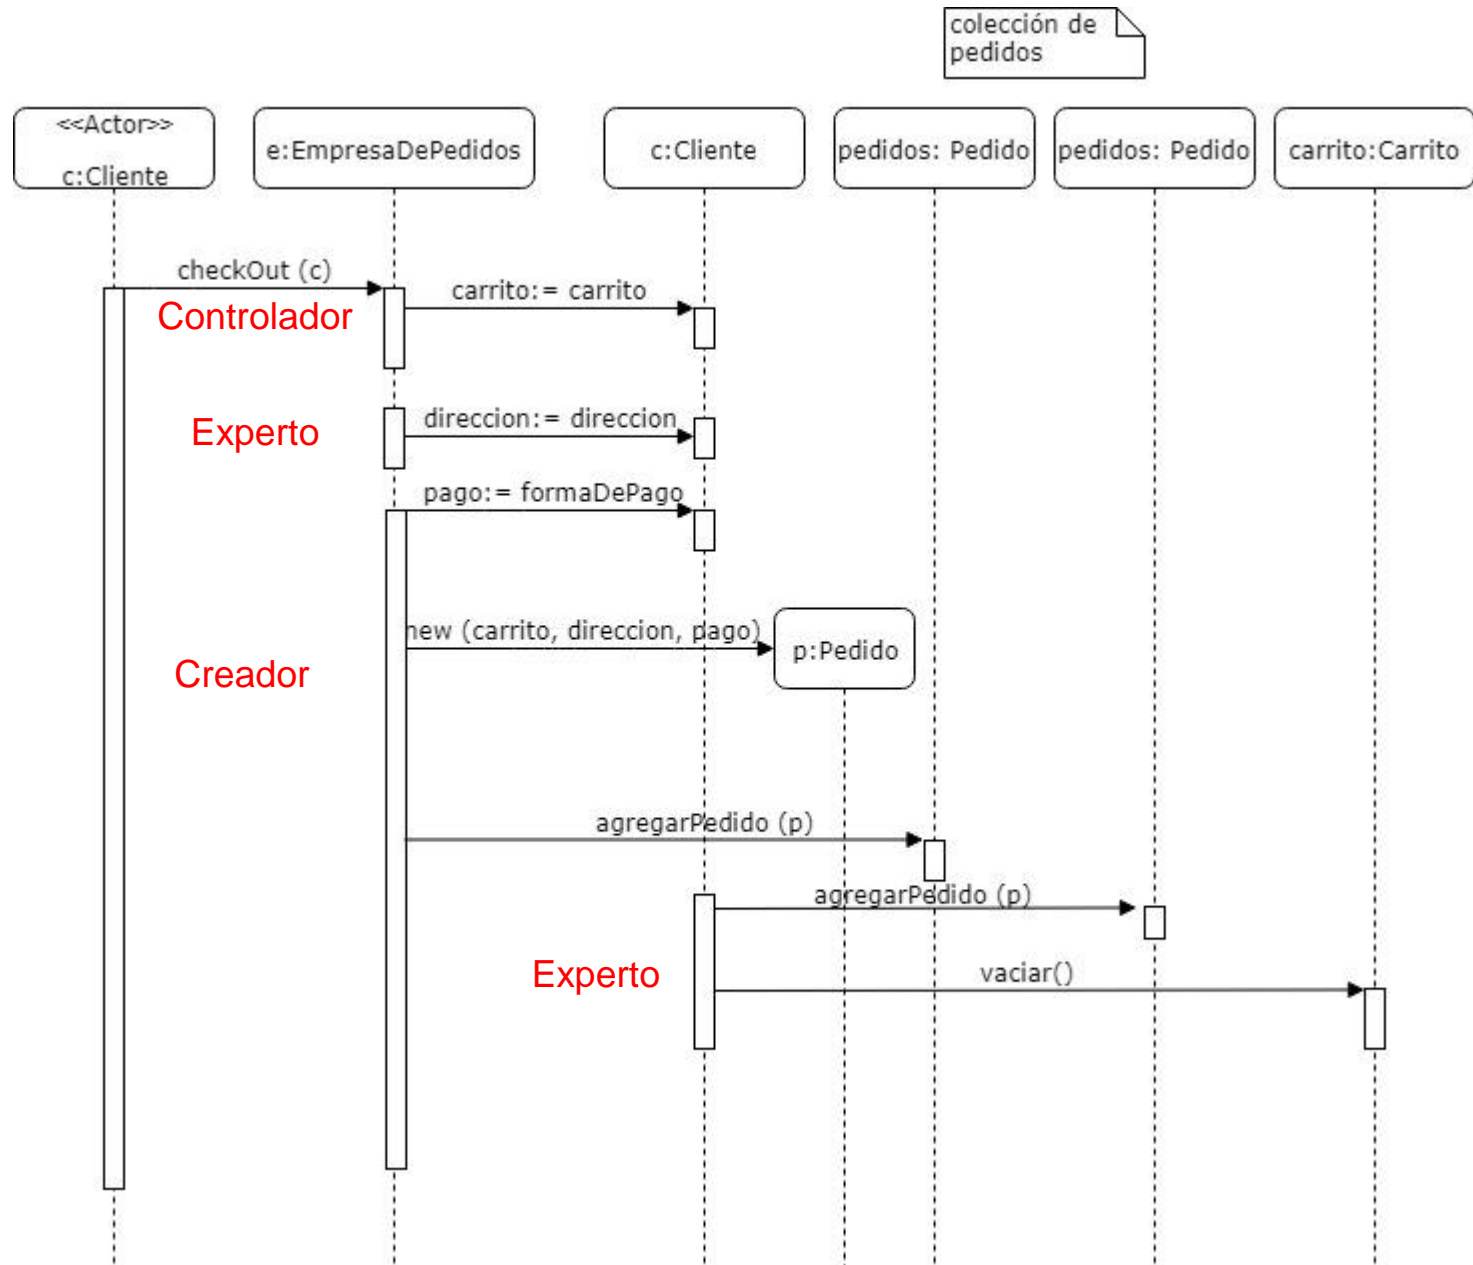 colección de
pedidos
<<Actor>>
c:Cliente
e:EmpresaDePedidos
c:Cliente
pedidos: Pedido
pedidos: Pedido
carrito:Carrito
checkOut (c)
carrito:= carrito
Controlador
direccion:= direccion
Experto
pago:= formaDePago
new (carrito, direccion, pago)
p:Pedido
Creador
agregarPedido (p)
agregarPedido (p)
Experto
vaciar()